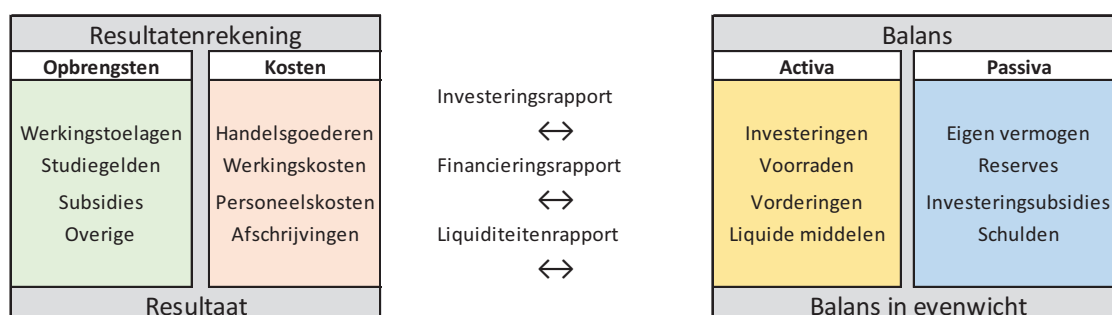 Resultatenrekening
Opbrengsten Kosten
Werkingstoelagen Handelsgoederen
Studiegelden Werkingskosten
Subsidies Personeelskosten
Overige Afschrijvingen
Resultaat
Investeringsrapport
↔
Financieringsrapport
↔
Liquiditeitenrapport
↔
Balans
Activa Passiva
Investeringen Eigen vermogen
Voorraden Reserves
Vorderingen Investeringsubsidies
Liquide middelen Schulden
Balans in evenwicht